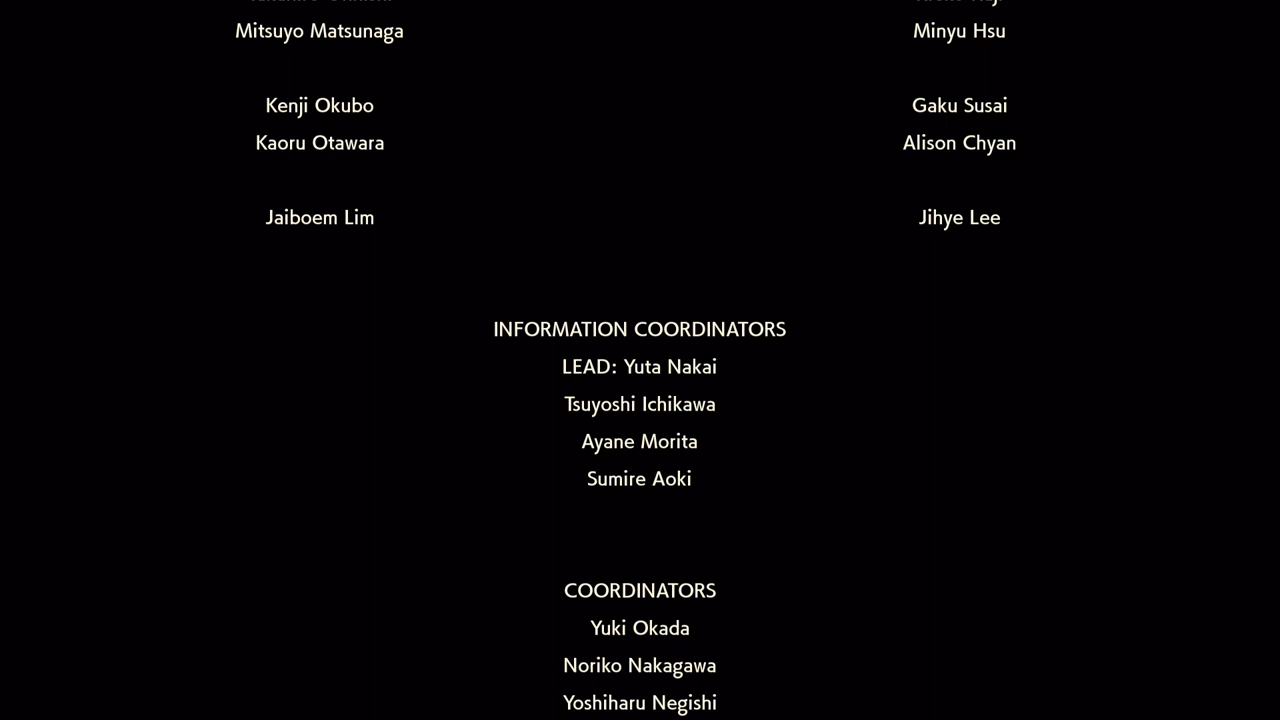 Mitsuyo Matsunaga
Minyu Hsu
Kenji Okubo
Gaku Susai
Kaoru Otawara
Alison Chyan
Jaiboem Lim
Jihye Lee
INFORMATION COORDINATORS
LEAD: Yuta Nakai
Tsuyoshi Ichikawa
Ayane Morita
Sumire Aoki
COORDINATORS
Yuki Okada
Noriko Nakagawa
Yoshiharu Negishi